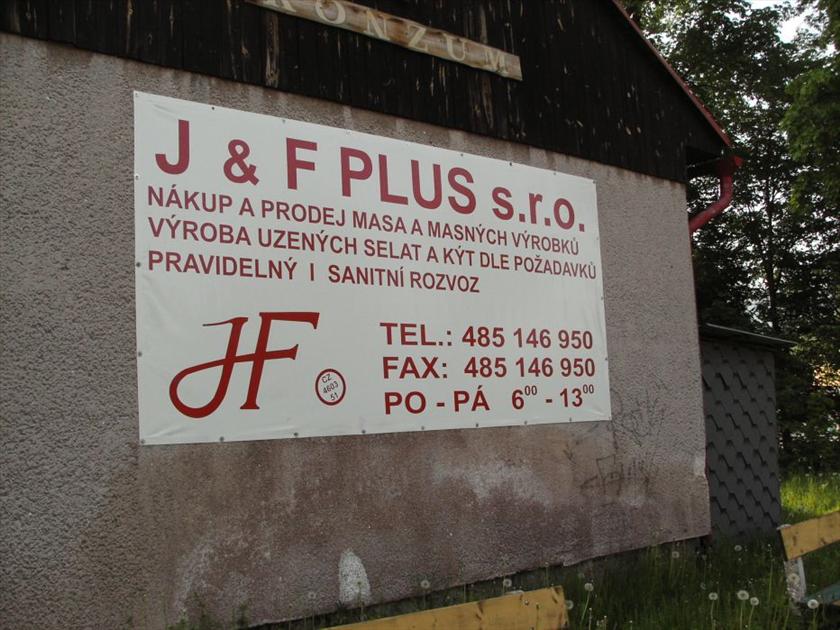 KONZUM
J & F PLUS s.r.o.
NÁKUP A PRODEJ MASA A MASNÝCH VÝROBKŮ
VÝROBA UZENÝCH SELAT A KÝT DLE POŽADAVKŮ
PRAVIDELNÝ I SANITNÍ ROZVOZ
JF
CZ
4603
51
TEL.: 485 146 950
FAX: 485 146 950
PO - PÁ 6⁰⁰ - 13⁰⁰